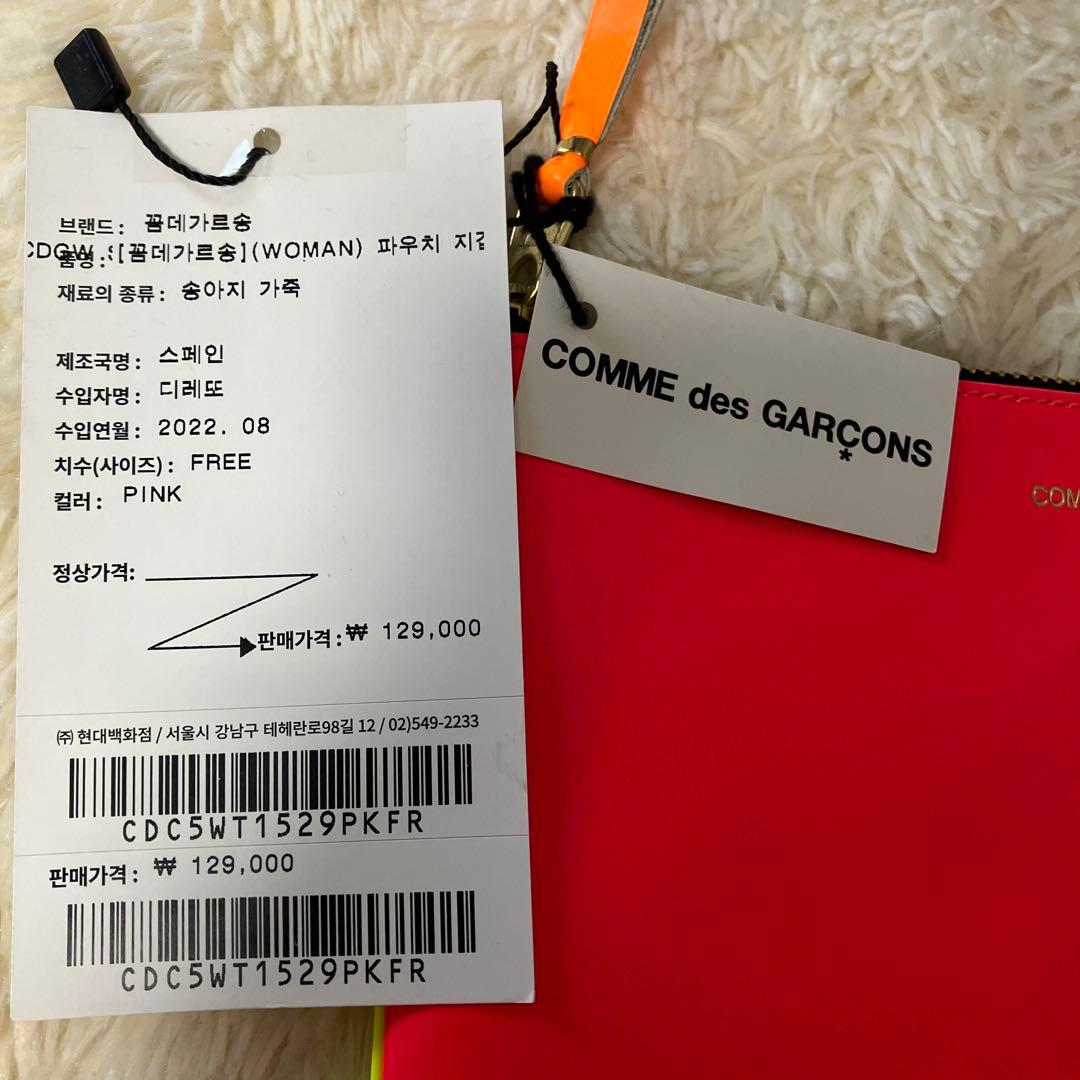 브랜드: 꼼데가르송
[꼼데가르송](WOMAN) 파우치
재료의 종류: 송아지 가죽
제조국명: 스페인
수입자명: 디레또
수입연월: 2022. 08
치수(사이즈): FREE
컬러: PINK
정상가격:
판매가격: ₩ 129,000
㈜ 현대백화점 / 서울시 강남구 테헤란로98길 12 / 02)549-2233
CDC5WT1529PKFR
판매가격: ₩ 129,000
CDC5WT1529PKFR
COMME des GARÇONS
*
COM